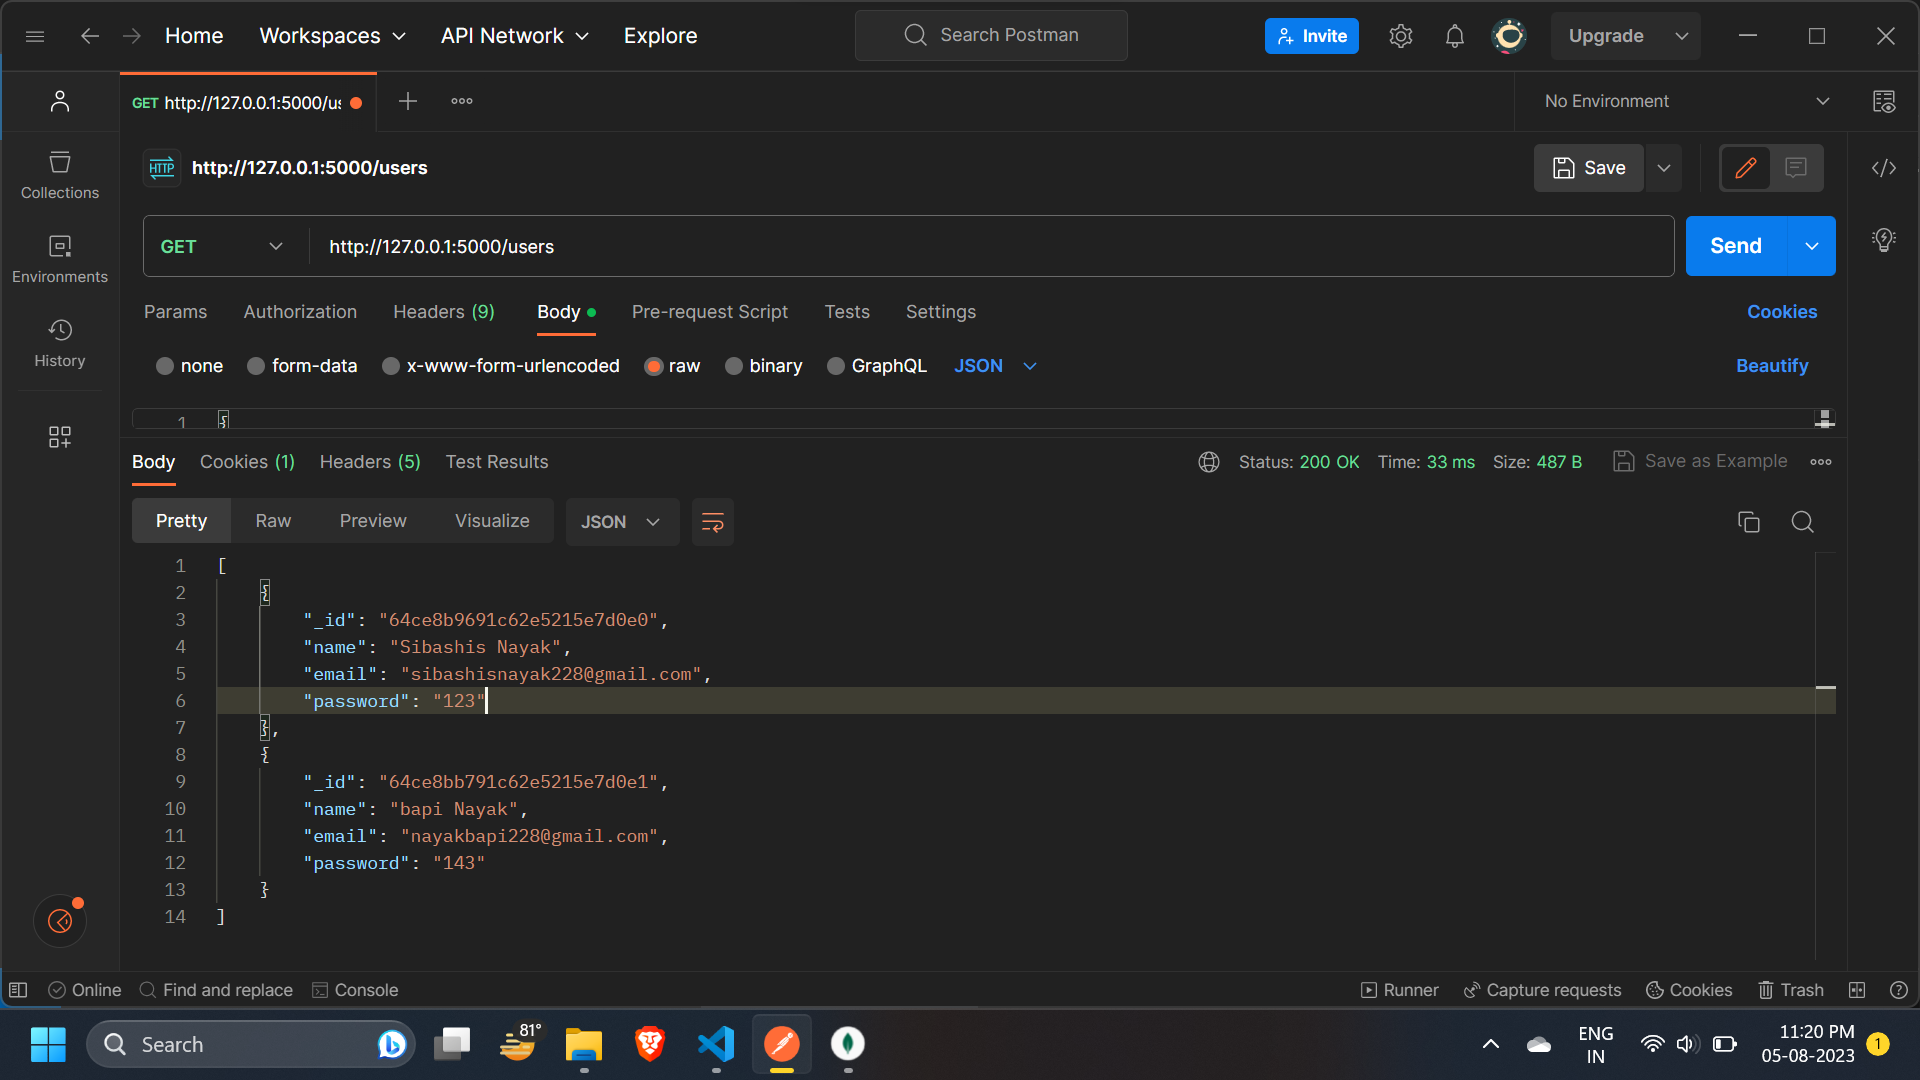 Home Workspaces API Network Explore Search Postman Invite Upgrade
GET http://127.0.0.1:5000/us No Environment
HTTP http://127.0.0.1:5000/users Save
GET http://127.0.0.1:5000/users Send
Params Authorization Headers (9) Body Pre-request Script Tests Settings Cookies
none form-data x-www-form-urlencoded raw binary GraphQL JSON Beautify
1 {
Collections
Environments
History
Body Cookies (1) Headers (5) Test Results Status: 200 OK Time: 33 ms Size: 487 B Save as Example
Pretty Raw Preview Visualize JSON
1 [
2 {
3 "_id": "64ce8b9691c62e5215e7d0e0",
4 "name": "Sibashis Nayak",
5 "email": "sibashisnayak228@gmail.com",
6 "password": "123"
7 },
8 {
9 "_id": "64ce8bb791c62e5215e7d0e1",
10 "name": "bapi Nayak",
11 "email": "nayakbapi228@gmail.com",
12 "password": "143"
13 }
14 ]
Online Find and replace Console Runner Capture requests Cookies Trash
Search 81° ENG 11:20 PM 1
IN 05-08-2023